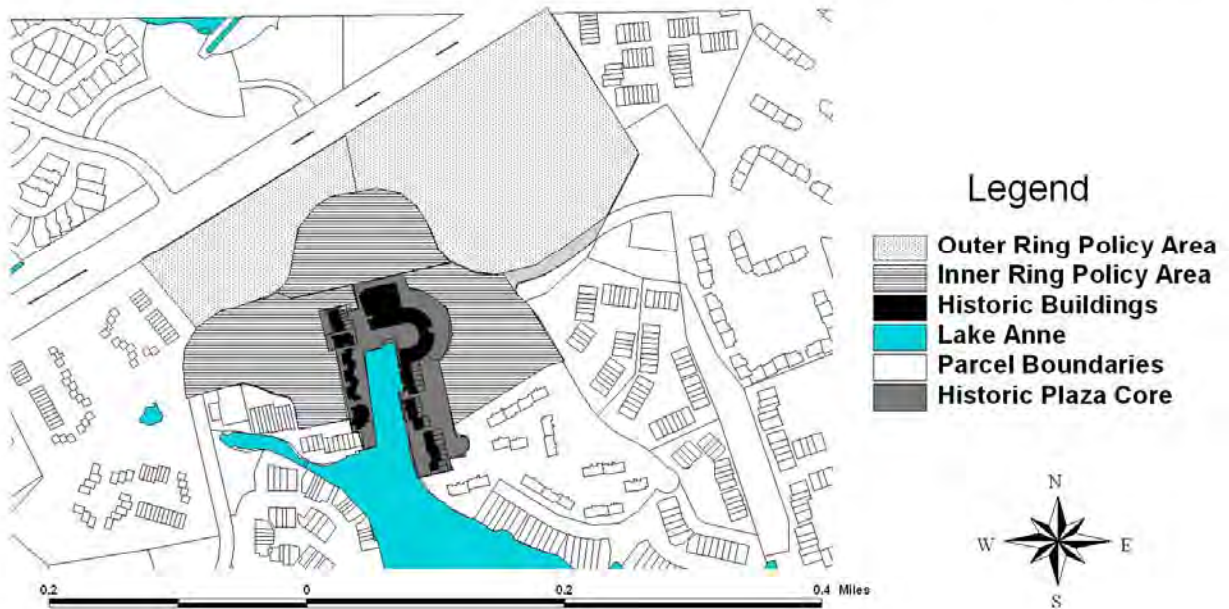 Legend
Outer Ring Policy Area
Inner Ring Policy Area
Historic Buildings
Lake Anne
Parcel Boundaries
Historic Plaza Core
N
W E
S
0.2 0 0.2 0.4 Miles